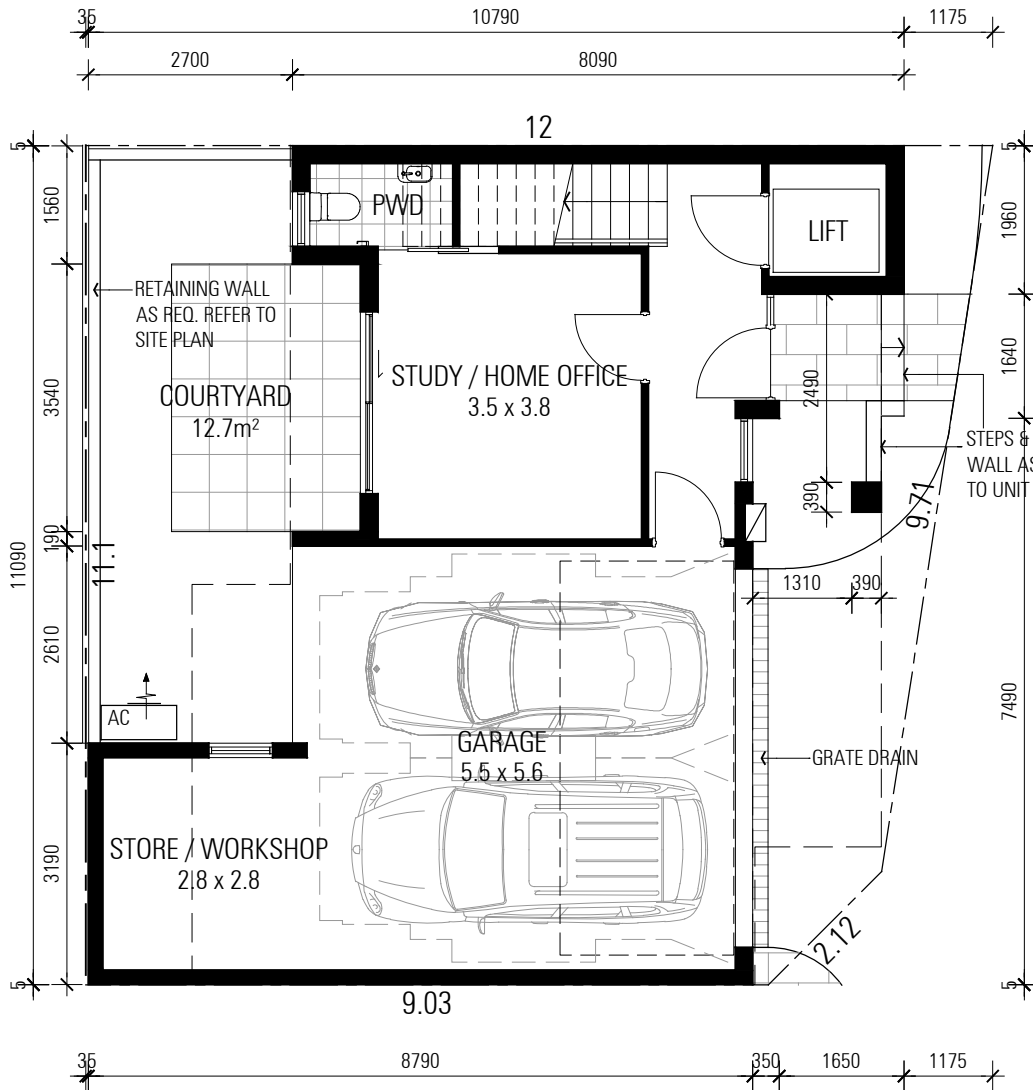 35
10790
1175
2700
8090
12
5
5
1560
1960
PWD
LIFT
RETAINING WALL
AS REQ. REFER TO
SITE PLAN
STUDY / HOME OFFICE
3.5 x 3.8
COURTYARD
12.7m²
3540
2490
1640
STEPS &
WALL AS
TO UNIT
390
9.71
190
11090
11.1
1310
390
2610
7490
AC
GARAGE
5.5 x 5.6
GRATE DRAIN
STORE / WORKSHOP
2.8 x 2.8
3190
2.12
5
5
9.03
35
8790
350
1650
1175